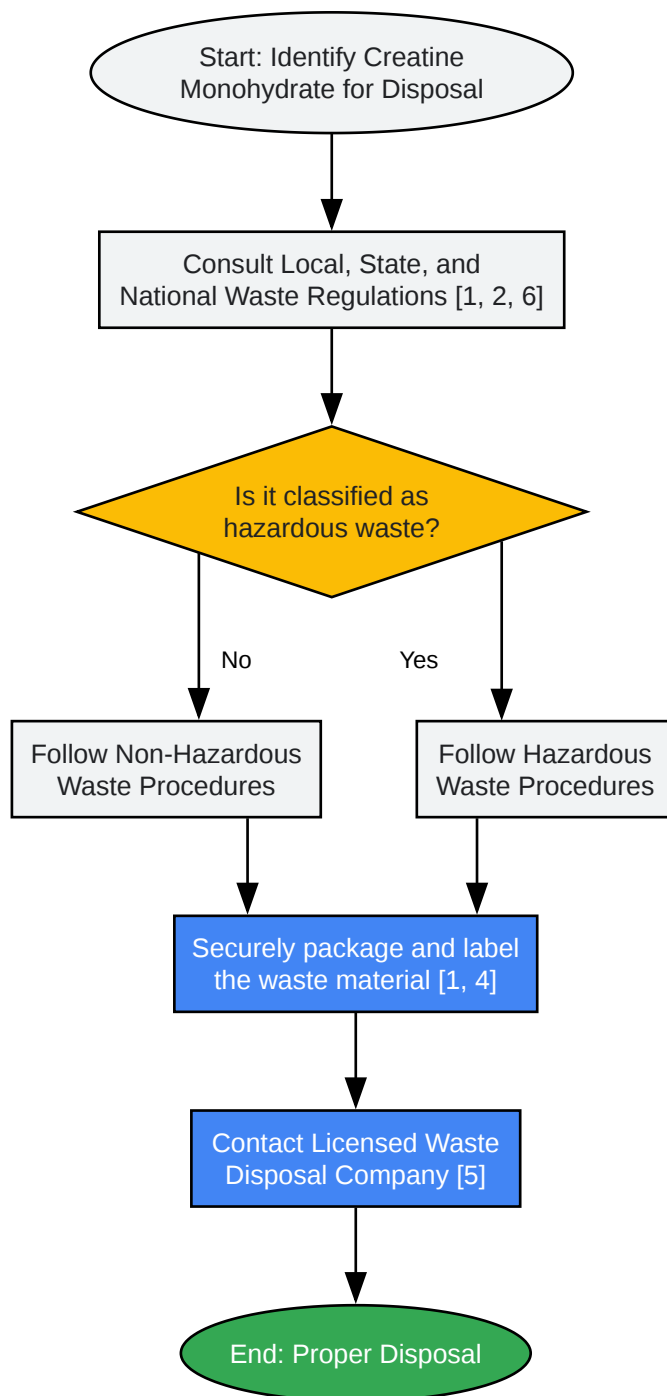 Start: Identify Creatine
Monohydrate for Disposal
Consult Local, State, and
National Waste Regulations [1, 2, 6]
Is it classified as
hazardous waste?
No
Yes
Follow Non-Hazardous
Waste Procedures
Follow Hazardous
Waste Procedures
Securely package and label
the waste material [1, 4]
Contact Licensed Waste
Disposal Company [5]
End: Proper Disposal